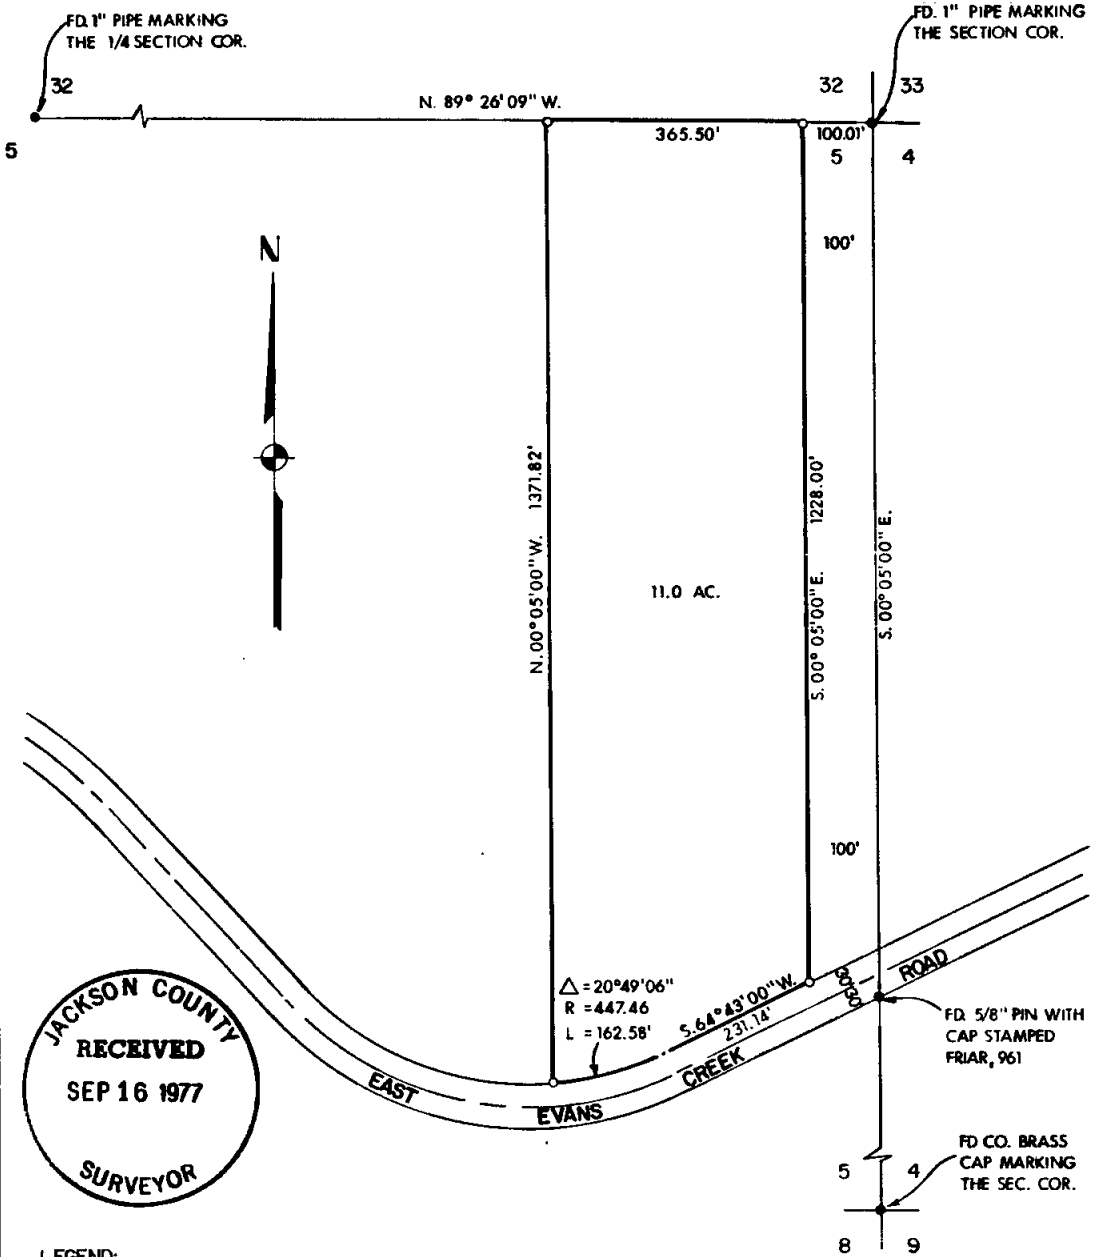 FD. 1" PIPE MARKING
THE 1/4 SECTION COR.
FD. 1" PIPE MARKING
THE SECTION COR.
32
32
33
N. 89° 26'09" W.
365.50'
100.01'
5
5
4
100'
N
N.00°05'00"W. 1371.82'
S.00° 05'00"E. 1228.00'
S. 00° 05'00" E.
11.0 AC.
100'
△ = 20°49'06"
R = 447.46
L = 162.58'
S.64°43'00"W.
231.14'
30'30'
EAST EVANS CREEK ROAD
FD. 5/8" PIN WITH
CAP STAMPED
FRIAR, 961
JACKSON COUNTY
RECEIVED
SEP 16 1977
SURVEYOR
FD CO. BRASS
CAP MARKING
THE SEC. COR.
5
4
8
9
LEGEND: